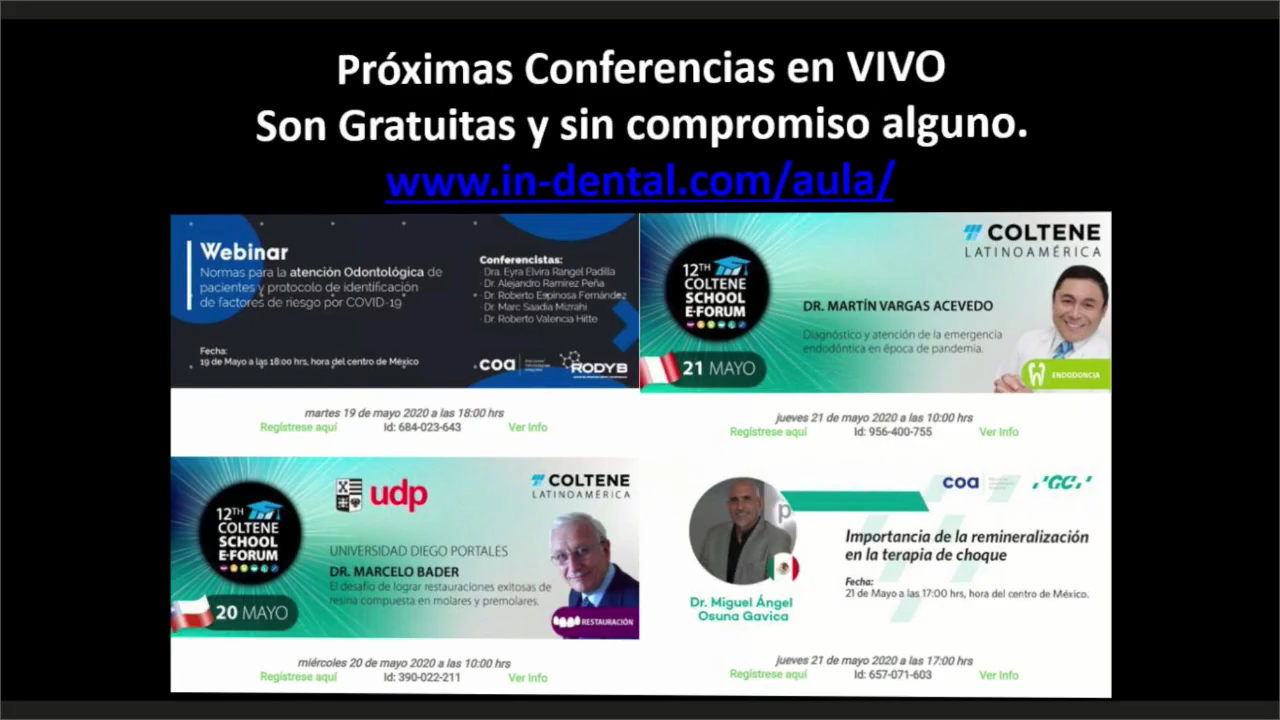 Próximas Conferencias en VIVO
Son Gratuitas y sin compromiso alguno.
www.in-dental.com/aula/
Webinar
Normas para la atención Odontológica de
pacientes y protocolo de identificación
de factores de riesgo por COVID-19
Fecha:
19 de Mayo a las 18:00 hrs, hora del centro de México
Conferencistas:
· Dra. Eyra Elvira Rangel Padilla
· Dr. Alejandro Ramírez Peña
· Dr. Roberto Espinosa Fernández
· Dr. Marc Saadia Mizrahi
· Dr. Roberto Valencia Hitte
coa
RODYB
martes 19 de mayo 2020 a las 18:00 hrs
Regístrese aquí Id: 684-023-643 Ver Info
COLTENE
LATINOAMÉRICA
12TH
COLTENE
SCHOOL
E-FORUM
21 MAYO
DR. MARTÍN VARGAS ACEVEDO
Diagnóstico y atención de la emergencia
endodóntica en época de pandemia.
ENDODONCIA
jueves 21 de mayo 2020 a las 10:00 hrs
Regístrese aquí Id: 956-400-755 Ver Info
udp
COLTENE
LATINOAMÉRICA
12TH
COLTENE
SCHOOL
E-FORUM
20 MAYO
UNIVERSIDAD DIEGO PORTALES
DR. MARCELO BADER
El desafío de lograr restauraciones exitosas de
resina compuesta en molares y premolares.
RESTAURACIÓN
miércoles 20 de mayo 2020 a las 10:00 hrs
Regístrese aquí Id: 390-022-211 Ver Info
coa
GC
p
Importancia de la remineralización
en la terapia de choque
Fecha:
21 de Mayo a las 17:00 hrs, hora del centro de México.
Dr. Miguel Ángel
Osuna Gavica
jueves 21 de mayo 2020 a las 17:00 hrs
Regístrese aquí Id: 657-071-603 Ver Info